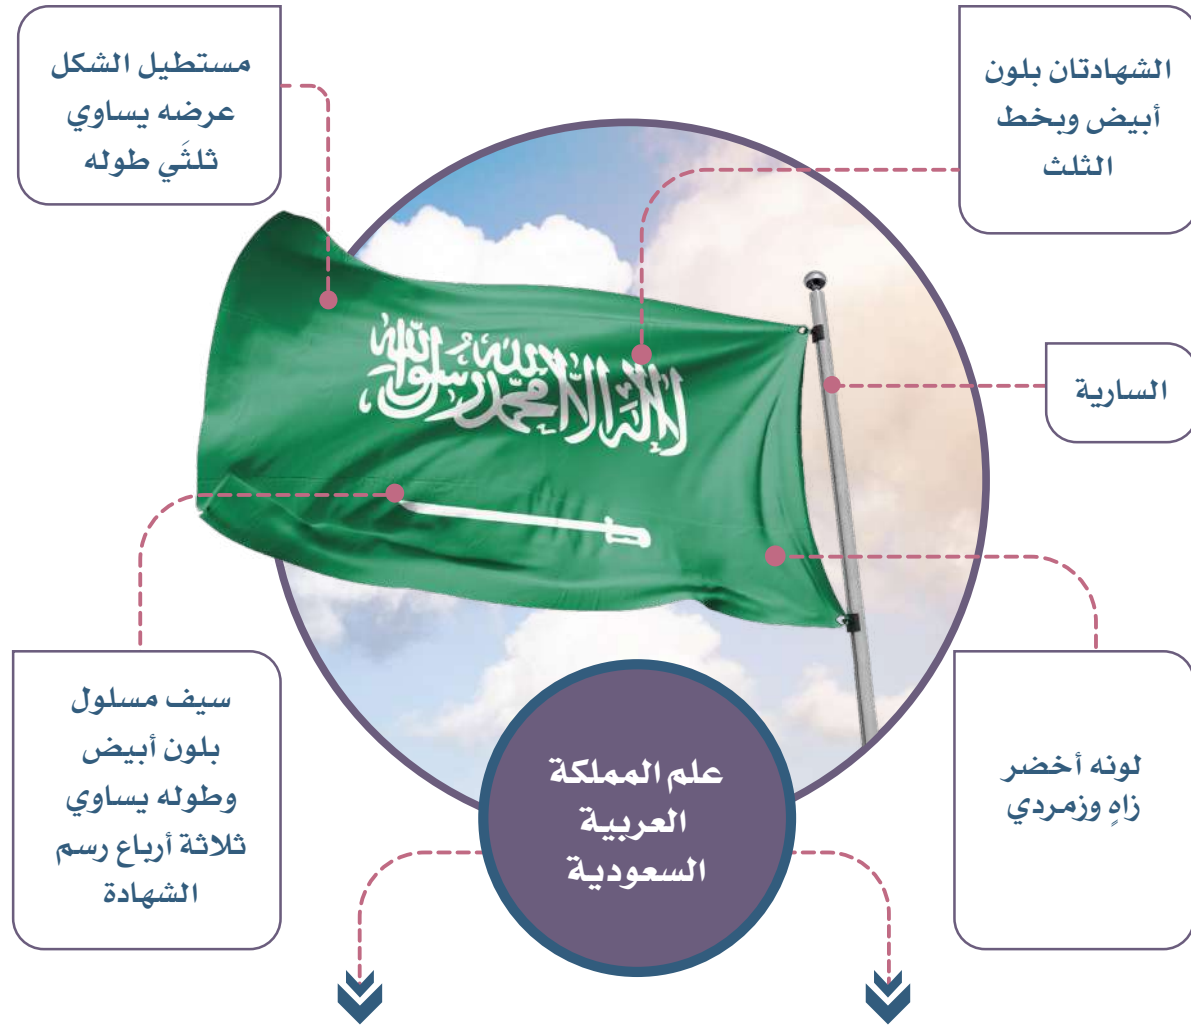 الشهادتان بلون
أبيض وبخط
الثلث
مستطيل الشكل
عرضه يساوي
ثلثَي طوله
لا إله إلا الله محمد رسول الله
السارية
سيف مسلول
بلون أبيض
وطوله يساوي
ثلاثة أرباع رسم
الشهادة
لونه أخضر
زاهٍ وزمردي
علم المملكة
العربية
السعودية